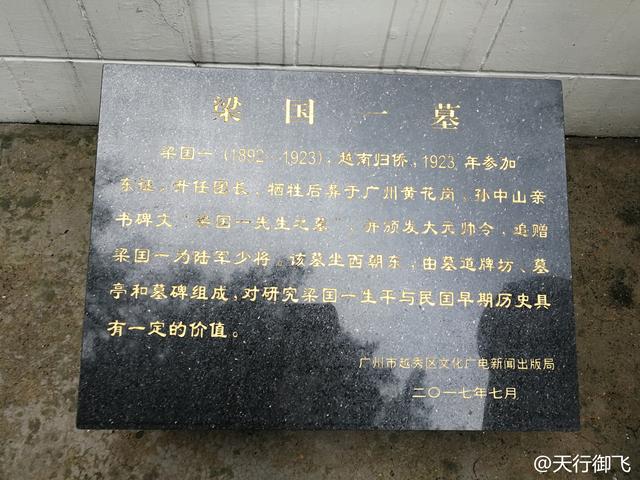 梁国一墓
梁国一(1892-1923),越南归侨,1923年参加
东征,升任团长,牺牲后葬于广州黄花岗,孙中山亲
书碑文“梁国一先生之墓”,并颁发大元帅令,追赠
梁国一为陆军少将。该墓坐西朝东,由墓道牌坊、墓
亭和墓碑组成,对研究梁国一生平与民国早期历史具
有一定的价值。
广州市越秀区文化广电新闻出版局
二〇一七年七月
@天行御飞